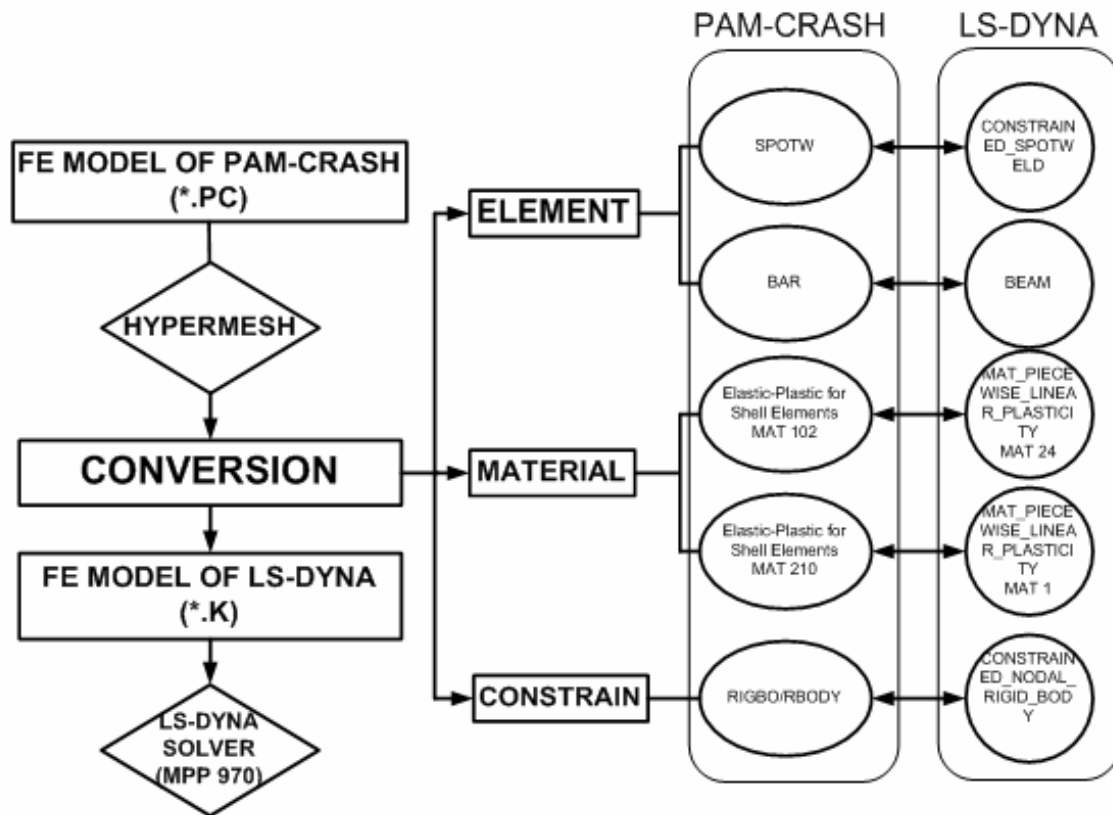 PAM-CRASH
LS-DYNA
FE MODEL OF PAM-CRASH
(*.PC)
HYPERMESH
CONVERSION
FE MODEL OF LS-DYNA
(*.K)
LS-DYNA
SOLVER
(MPP 970)
ELEMENT
MATERIAL
CONSTRAIN
SPOTW
CONSTRAIN
ED_SPOTW
ELD
BAR
BEAM
Elastic-Plastic for
Shell Elements
MAT 102
MAT_PIECE
WISE_LINEA
R_PLASTICI
TY
MAT 24
Elastic-Plastic for
Shell Elements
MAT 210
MAT_PIECE
WISE_LINEA
R_PLASTICI
TY
MAT 1
RIGBO/RBODY
CONSTRAIN
ED_NODAL_
RIGID_BOD
Y